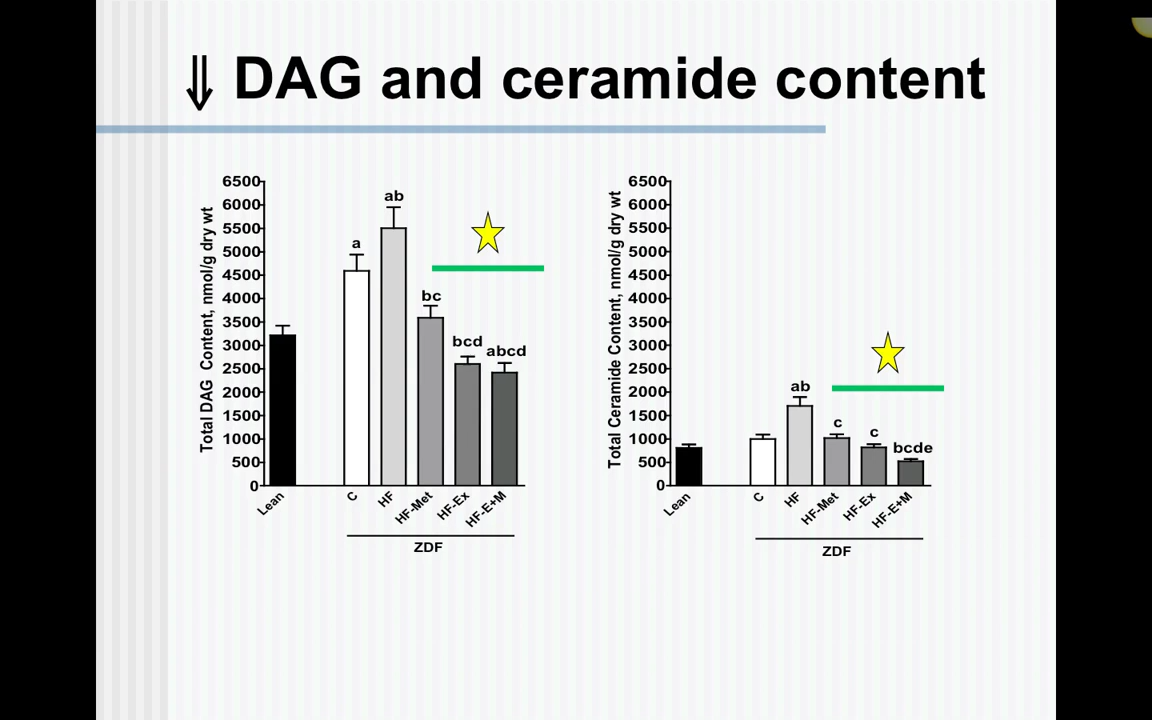 ⇓ DAG and ceramide content
Total DAG Content, nmol/g dry wt
6500
6000
5500
5000
4500
4000
3500
3000
2500
2000
1500
1000
500
0
a
ab
bc
bcd
abcd
Lean
C
HF
HF-Met
HF-Ex
HF-E+M
ZDF
Total Ceramide Content, nmol/g dry wt
6500
6000
5500
5000
4500
4000
3500
3000
2500
2000
1500
1000
500
0
ab
c
c
bcde
Lean
C
HF
HF-Met
HF-Ex
HF-E+M
ZDF